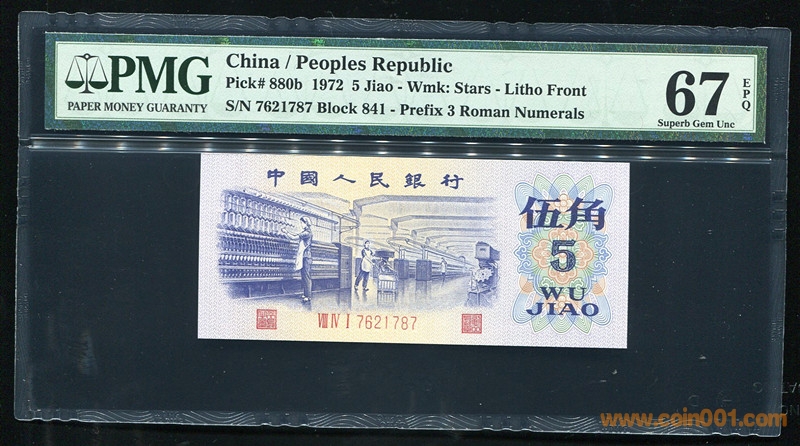 PMG
PAPER MONEY GUARANTY
China / Peoples Republic
Pick# 880b 1972 5 Jiao - Wmk: Stars - Litho Front
S/N 7621787 Block 841 - Prefix 3 Roman Numerals
67
EPQ
Superb Gem Unc
中國人民銀行
伍角
5
WU
JIAO
VIII IV I 7621787
www.coin001.com